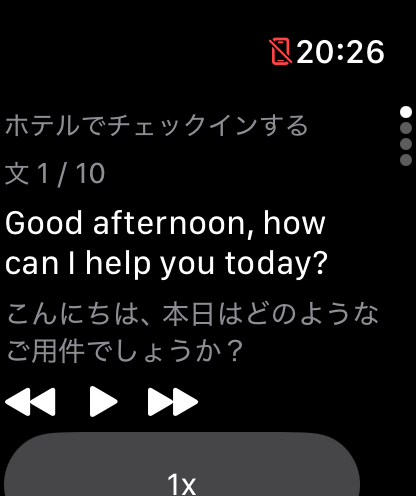 20:26
ホテルでチェックインする
文 1 / 10
Good afternoon, how
can I help you today?
こんにちは、本日はどのような
ご用件でしょうか？
1x